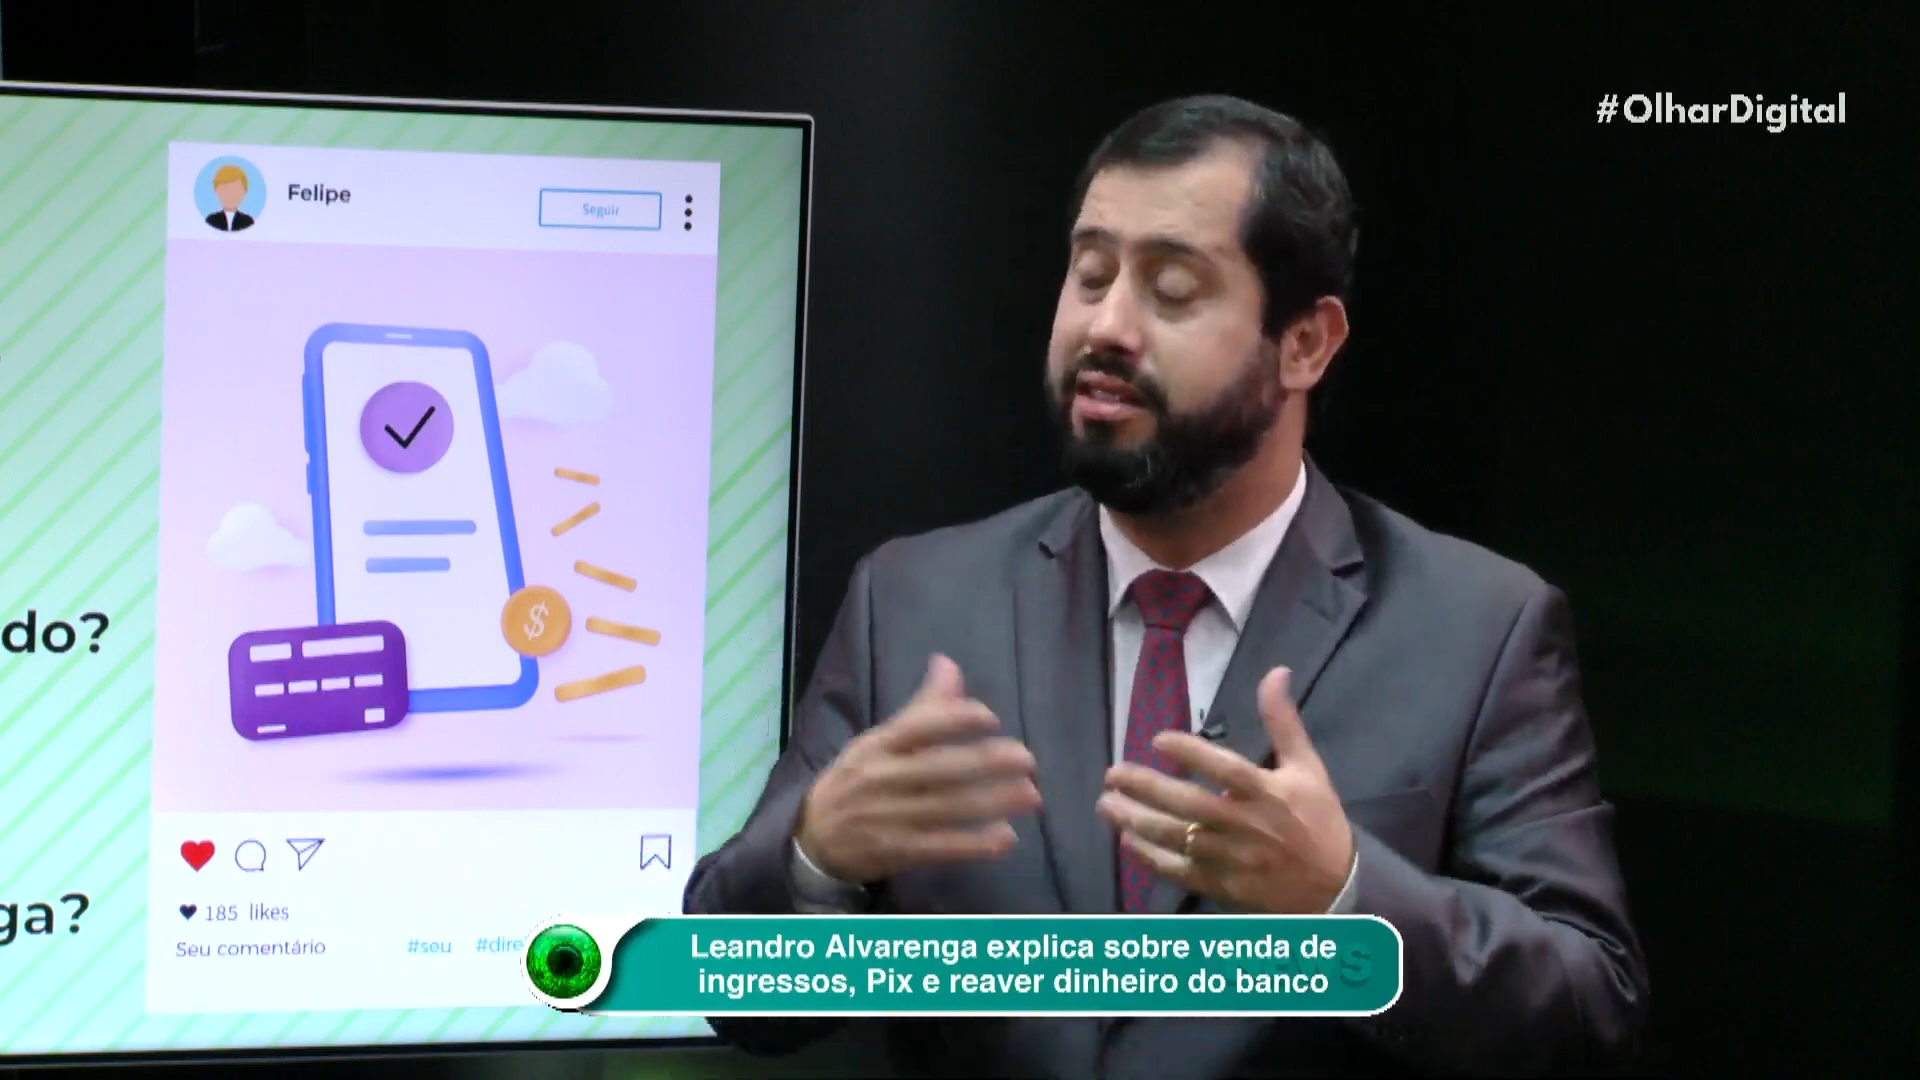 #OlharDigital
Felipe
Seguir
do?
ga?
185 likes
Seu comentário #seu #dire
Leandro Alvarenga explica sobre venda de
ingressos, Pix e reaver dinheiro do banco